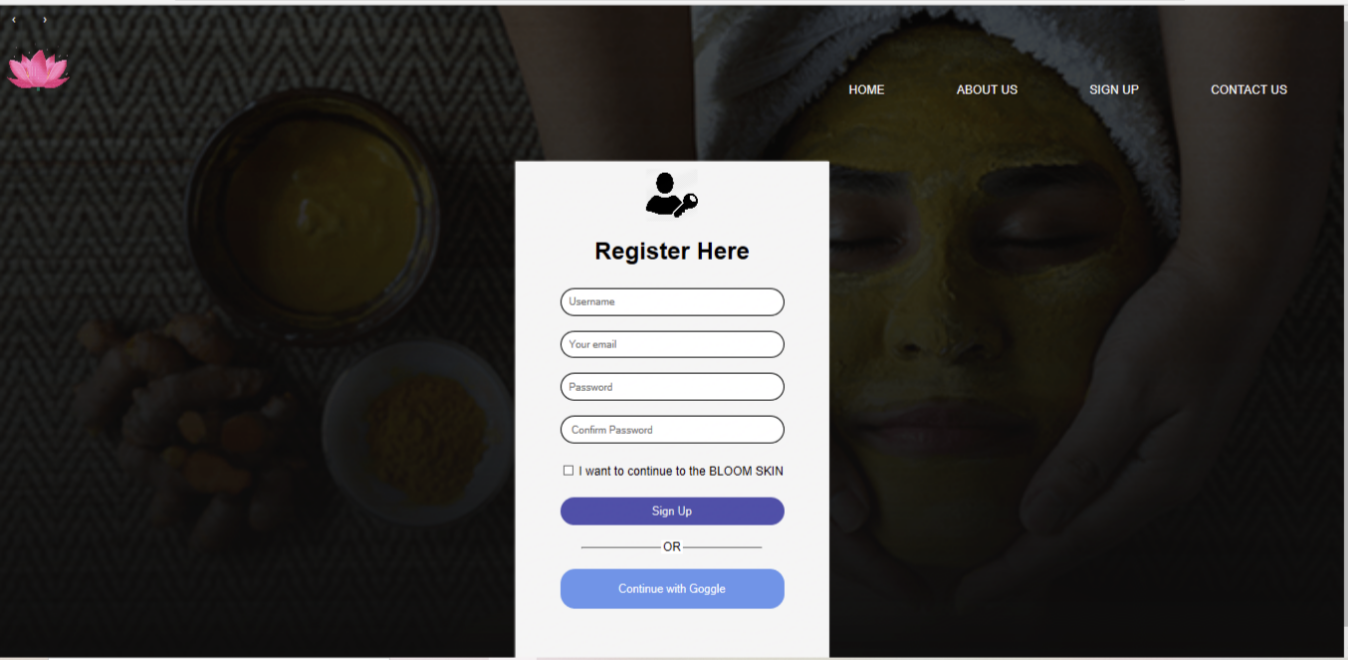 HOME ABOUT US SIGN UP CONTACT US
Register Here
Username
Your email
Password
Confirm Password
I want to continue to the BLOOM SKIN
Sign Up
OR
Continue with Goggle